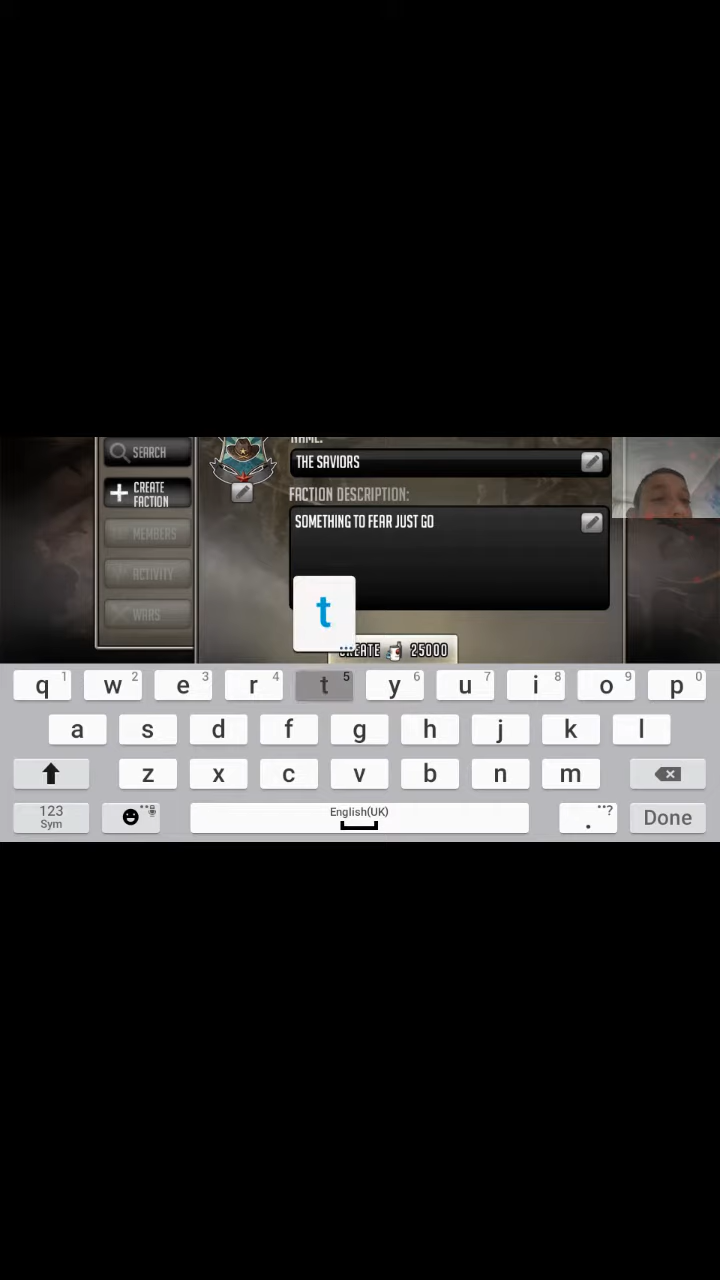 NAME:
SEARCH
THE SAVIORS
CREATE
FACTION
FACTION DESCRIPTION:
SOMETHING TO FEAR JUST GO
MEMBERS
ACTIVITY
WARS
t
CREATE 25000
q 1 w 2 e 3 r 4 t 5 y 6 u 7 i 8 o 9 p 0
a s d f g h j k l
z x c v b n m
123
Sym
English(UK)
. ?
Done